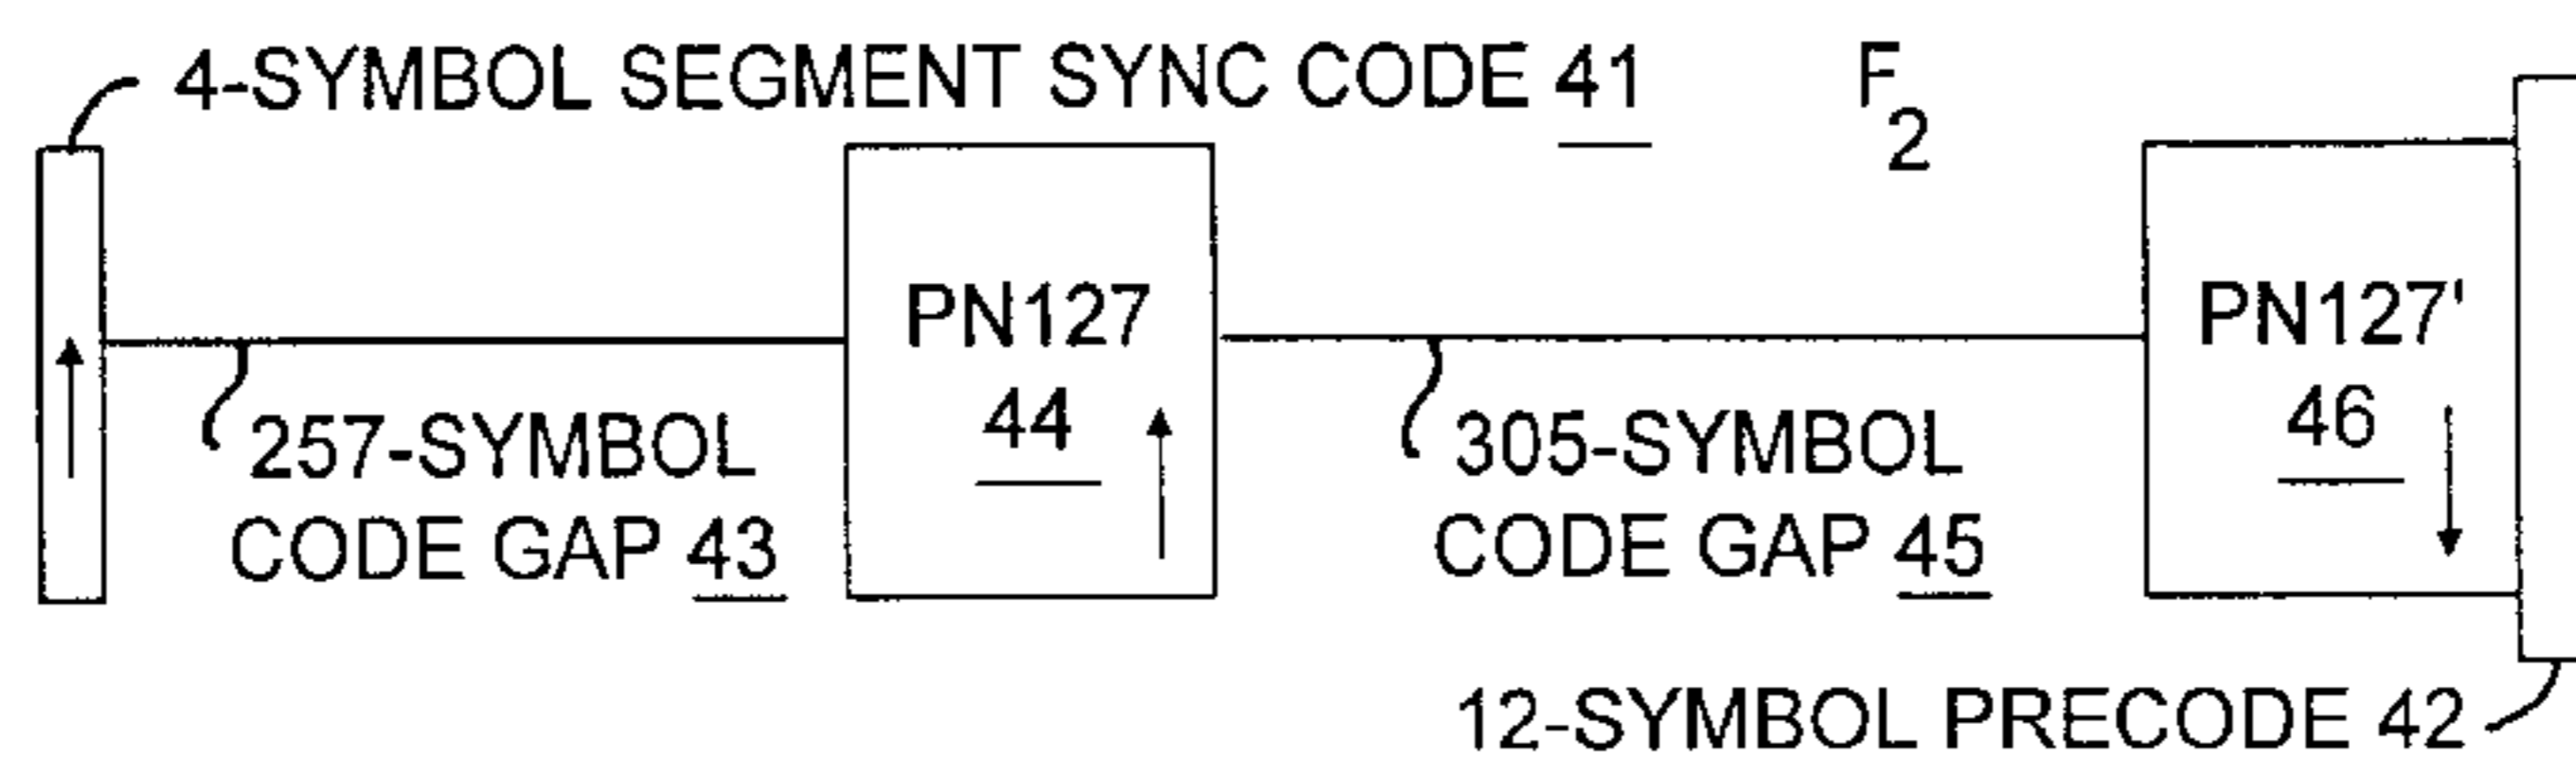 4-SYMBOL SEGMENT SYNC CODE 41
F
2
PN127
44
PN127'
46
257-SYMBOL
CODE GAP 43
305-SYMBOL
CODE GAP 45
12-SYMBOL PRECODE 42